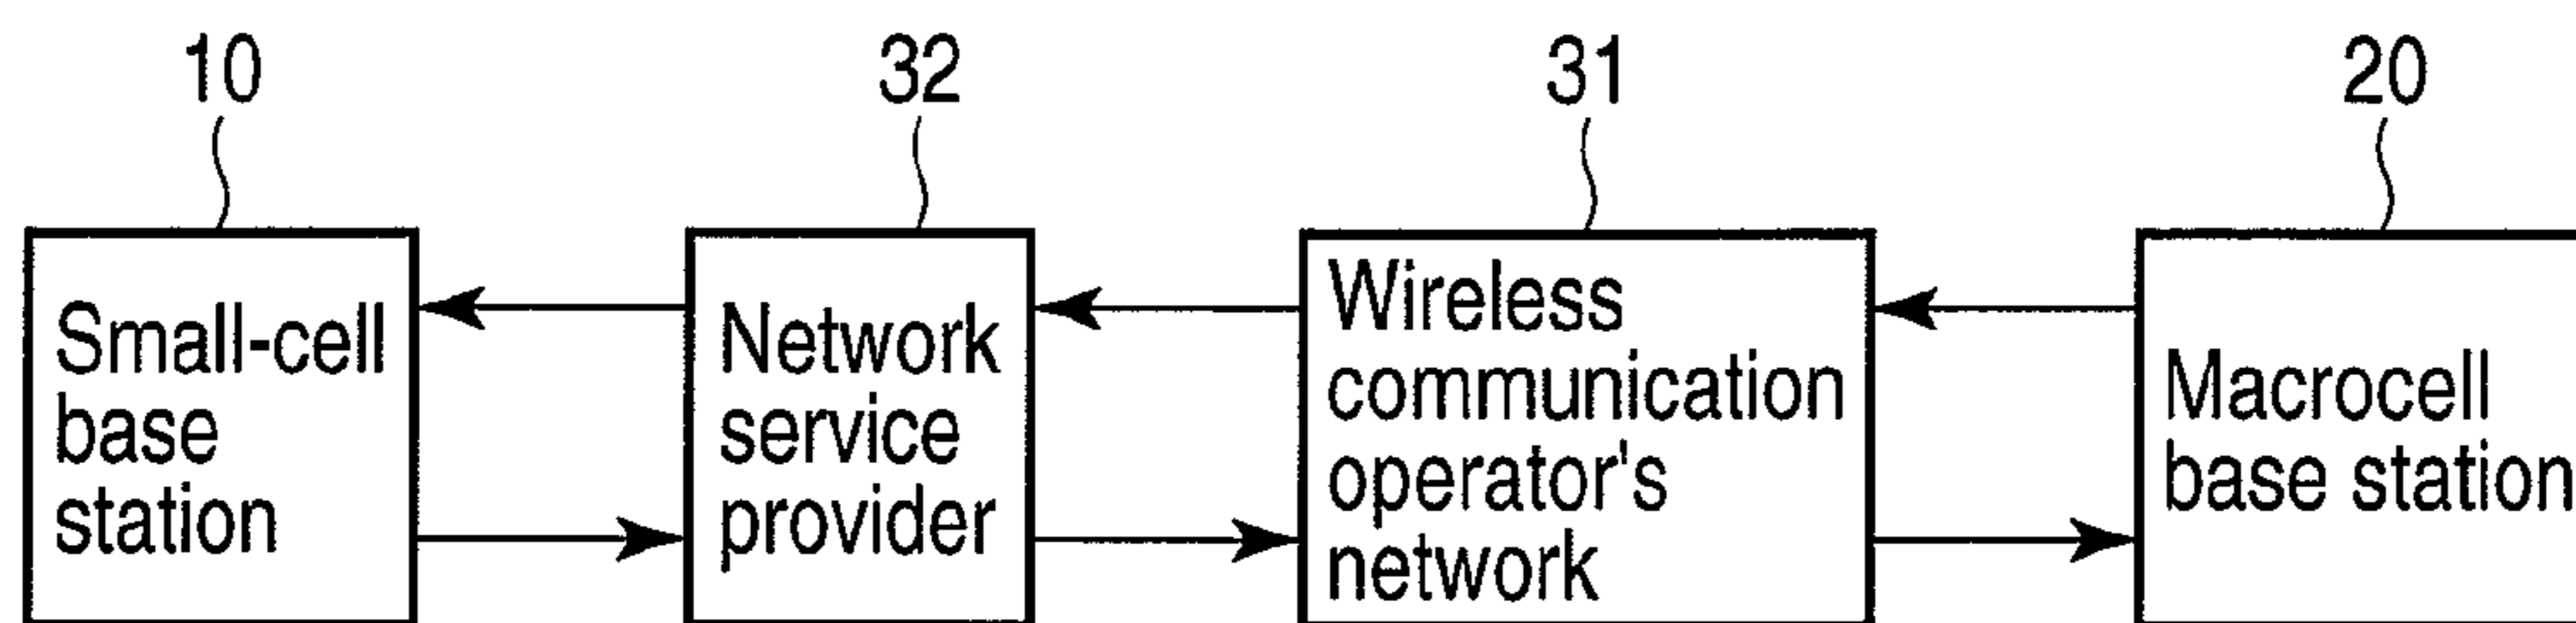 10
32
31
20
Small-cell
base
station
Network
service
provider
Wireless
communication
operator's
network
Macrocell
base station